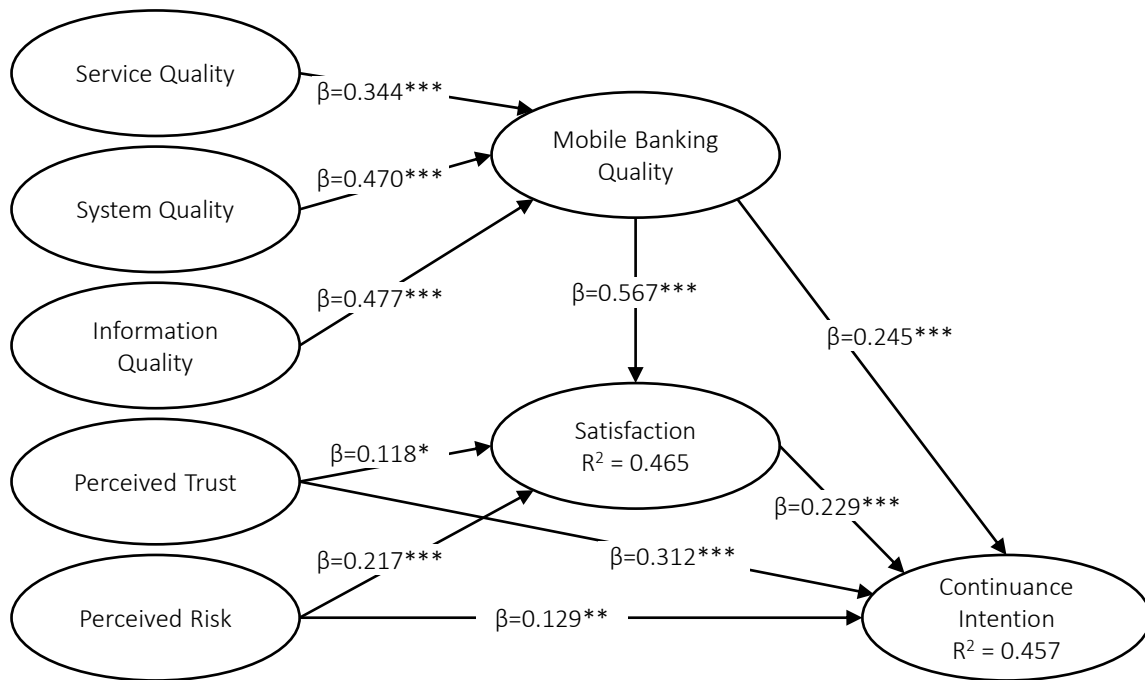 Service Quality
β=0.344***
Mobile Banking
Quality
β=0.470***
System Quality
β=0.567***
β=0.477***
Information
Quality
β=0.245***
Satisfaction
R² = 0.465
β=0.118*
Perceived Trust
β=0.229***
β=0.217***
β=0.312***
Continuance
Intention
R² = 0.457
Perceived Risk
β=0.129**